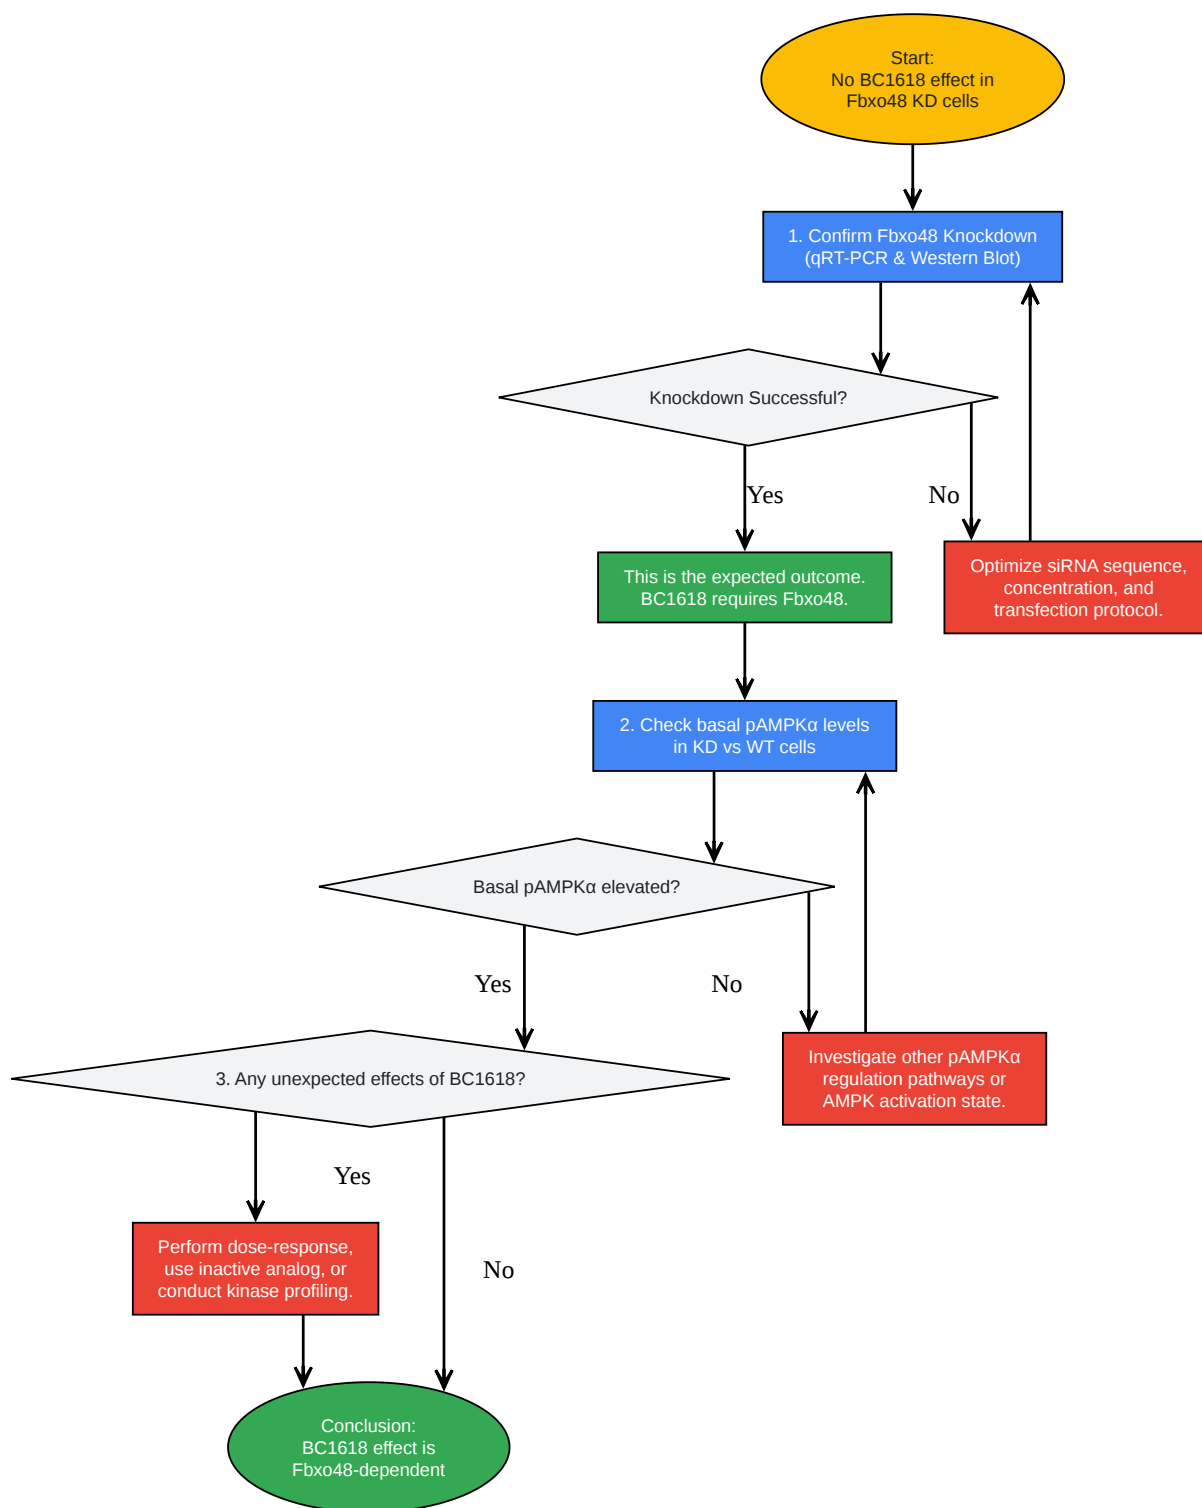 Start:
No BC1618 effect in
Fbxo48 KD cells
1. Confirm Fbxo48 Knockdown
(qRT-PCR & Western Blot)
Knockdown Successful?
Yes
No
This is the expected outcome.
BC1618 requires Fbxo48.
Optimize siRNA sequence,
concentration, and
transfection protocol.
2. Check basal pAMPKα levels
in KD vs WT cells
Basal pAMPKα elevated?
Yes
No
3. Any unexpected effects of BC1618?
Investigate other pAMPKα
regulation pathways or
AMPK activation state.
Yes
No
Perform dose-response,
use inactive analog, or
conduct kinase profiling.
Conclusion:
BC1618 effect is
Fbxo48-dependent